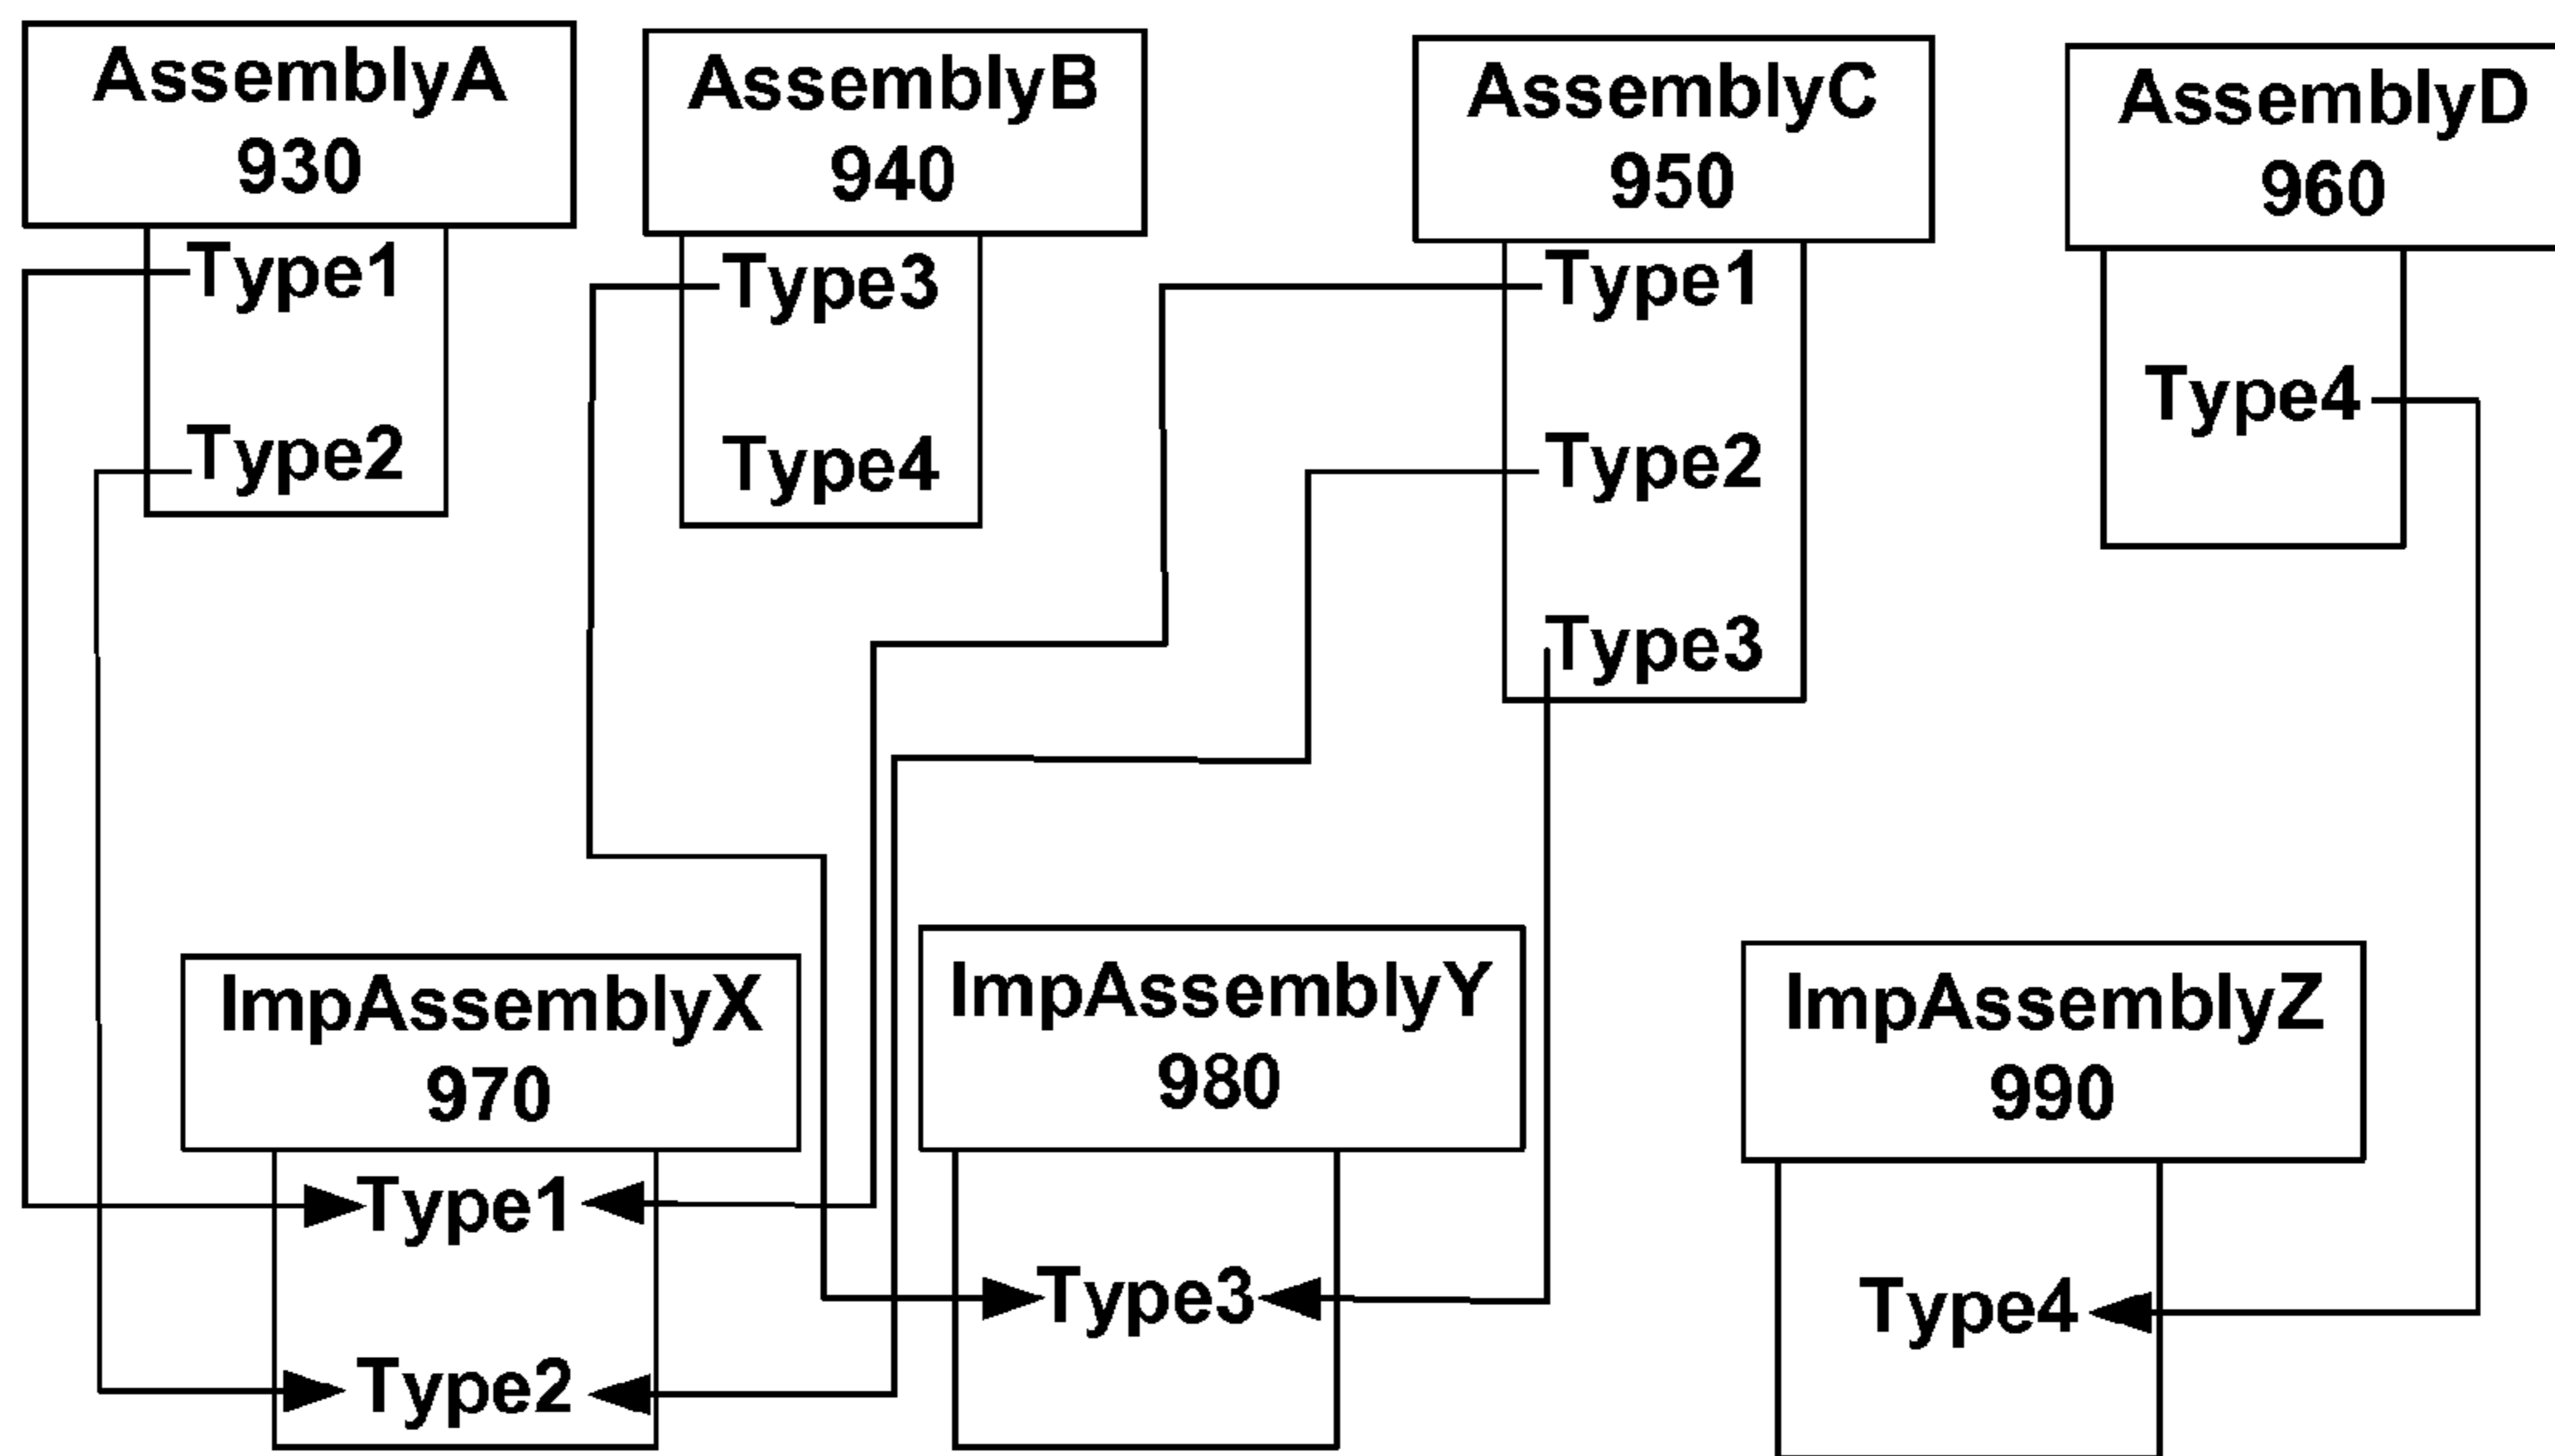 AssemblyA
930
Type1
Type2
AssemblyB
940
Type3
Type4
AssemblyC
950
Type1
Type2
Type3
AssemblyD
960
Type4
ImpAssemblyX
970
Type1
Type2
ImpAssemblyY
980
Type3
ImpAssemblyZ
990
Type4